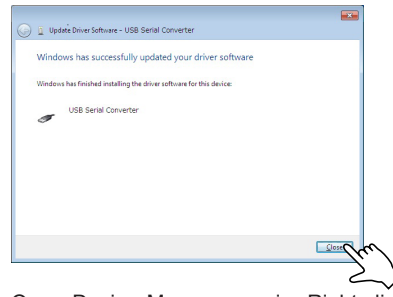 Update Driver Software - USB Serial Converter
Windows has successfully updated your driver software
Windows has finished installing the driver software for this device:
USB Serial Converter
Close